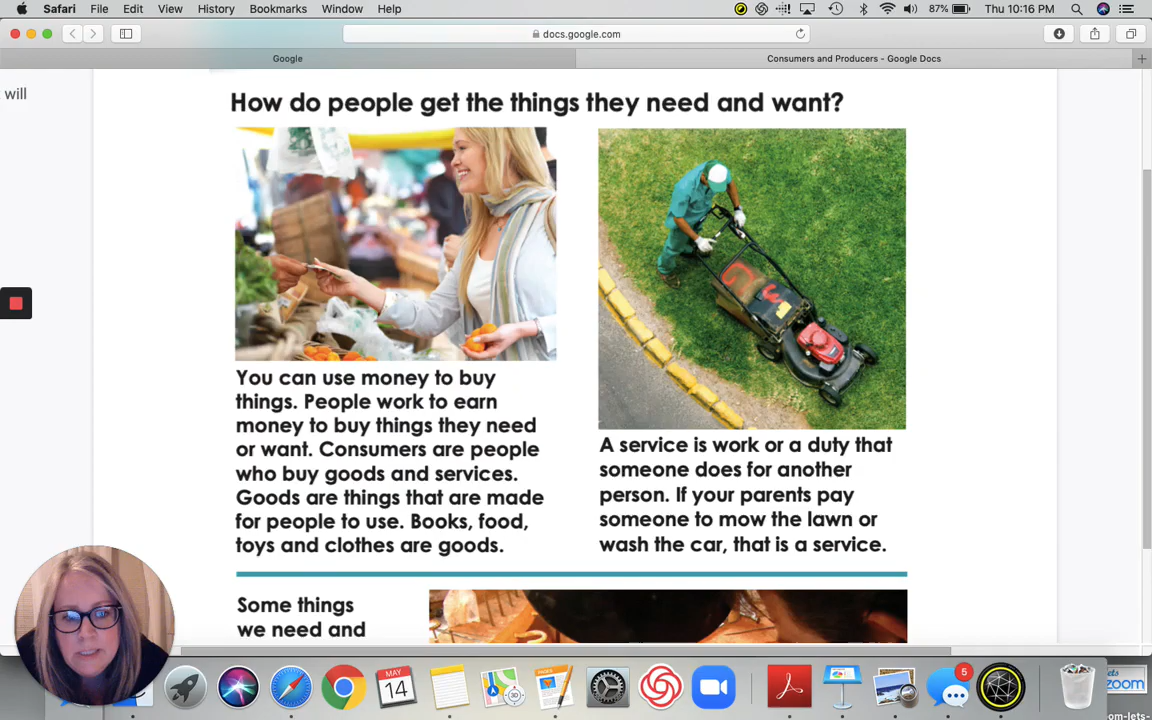 Safari File Edit View History Bookmarks Window Help 87% Thu 10:16 PM
docs.google.com
Google Consumers and Producers - Google Docs
will
How do people get the things they need and want?
You can use money to buy
things. People work to earn
money to buy things they need
or want. Consumers are people
who buy goods and services.
Goods are things that are made
for people to use. Books, food,
toys and clothes are goods.
A service is work or a duty that
someone does for another
person. If your parents pay
someone to mow the lawn or
wash the car, that is a service.
Some things
we need and
MAY
14
PAGES
5
zoom
om-lets-